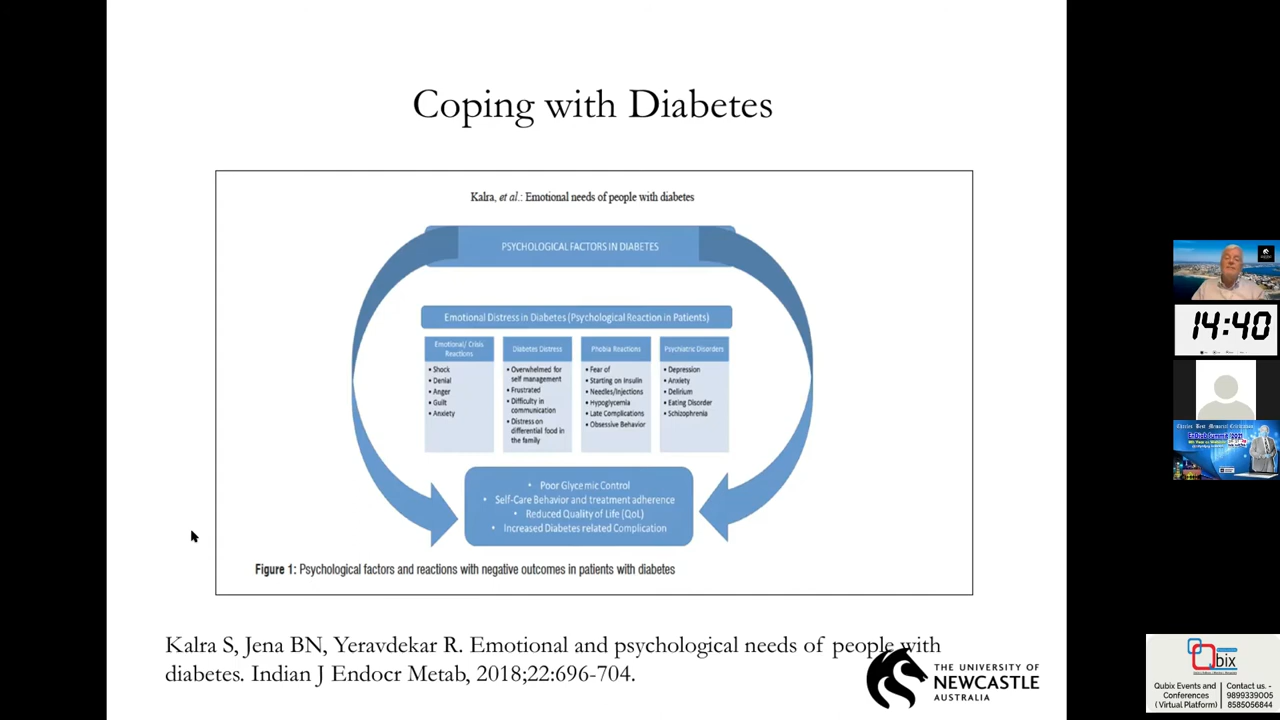 Coping with Diabetes
Kalra, et al.: Emotional needs of people with diabetes
PSYCHOLOGICAL FACTORS IN DIABETES
Emotional Distress in Diabetes (Psychological Reaction in Patients)
Emotional/ Crisis
Reactions
• Shock
• Denial
• Anger
• Guilt
• Anxiety
Diabetes Distress
• Overwhelmed for
self management
• Frustrated
• Difficulty in
communication
• Distress on
differential food in
the family
Phobia Reactions
• Fear of
• Starting on Insulin
• Needles/Injections
• Hypoglycemia
• Late Complications
• Obsessive Behavior
Psychiatric Disorders
• Depression
• Anxiety
• Delirium
• Eating Disorder
• Schizophrenia
• Poor Glycemic Control
• Self-Care Behavior and treatment adherence
• Reduced Quality of Life (QoL)
• Increased Diabetes related Complication
Figure 1: Psychological factors and reactions with negative outcomes in patients with diabetes
Kalra S, Jena BN, Yeravdekar R. Emotional and psychological needs of people with
diabetes. Indian J Endocr Metab, 2018;22:696-704.
THE UNIVERSITY OF
NEWCASTLE
AUSTRALIA
14:40
Charles Best Memorial Celebration
Qbix
Qubix Events and
Conferences
( Virtual Platform)
Contact us. -
9899339005
8585056844